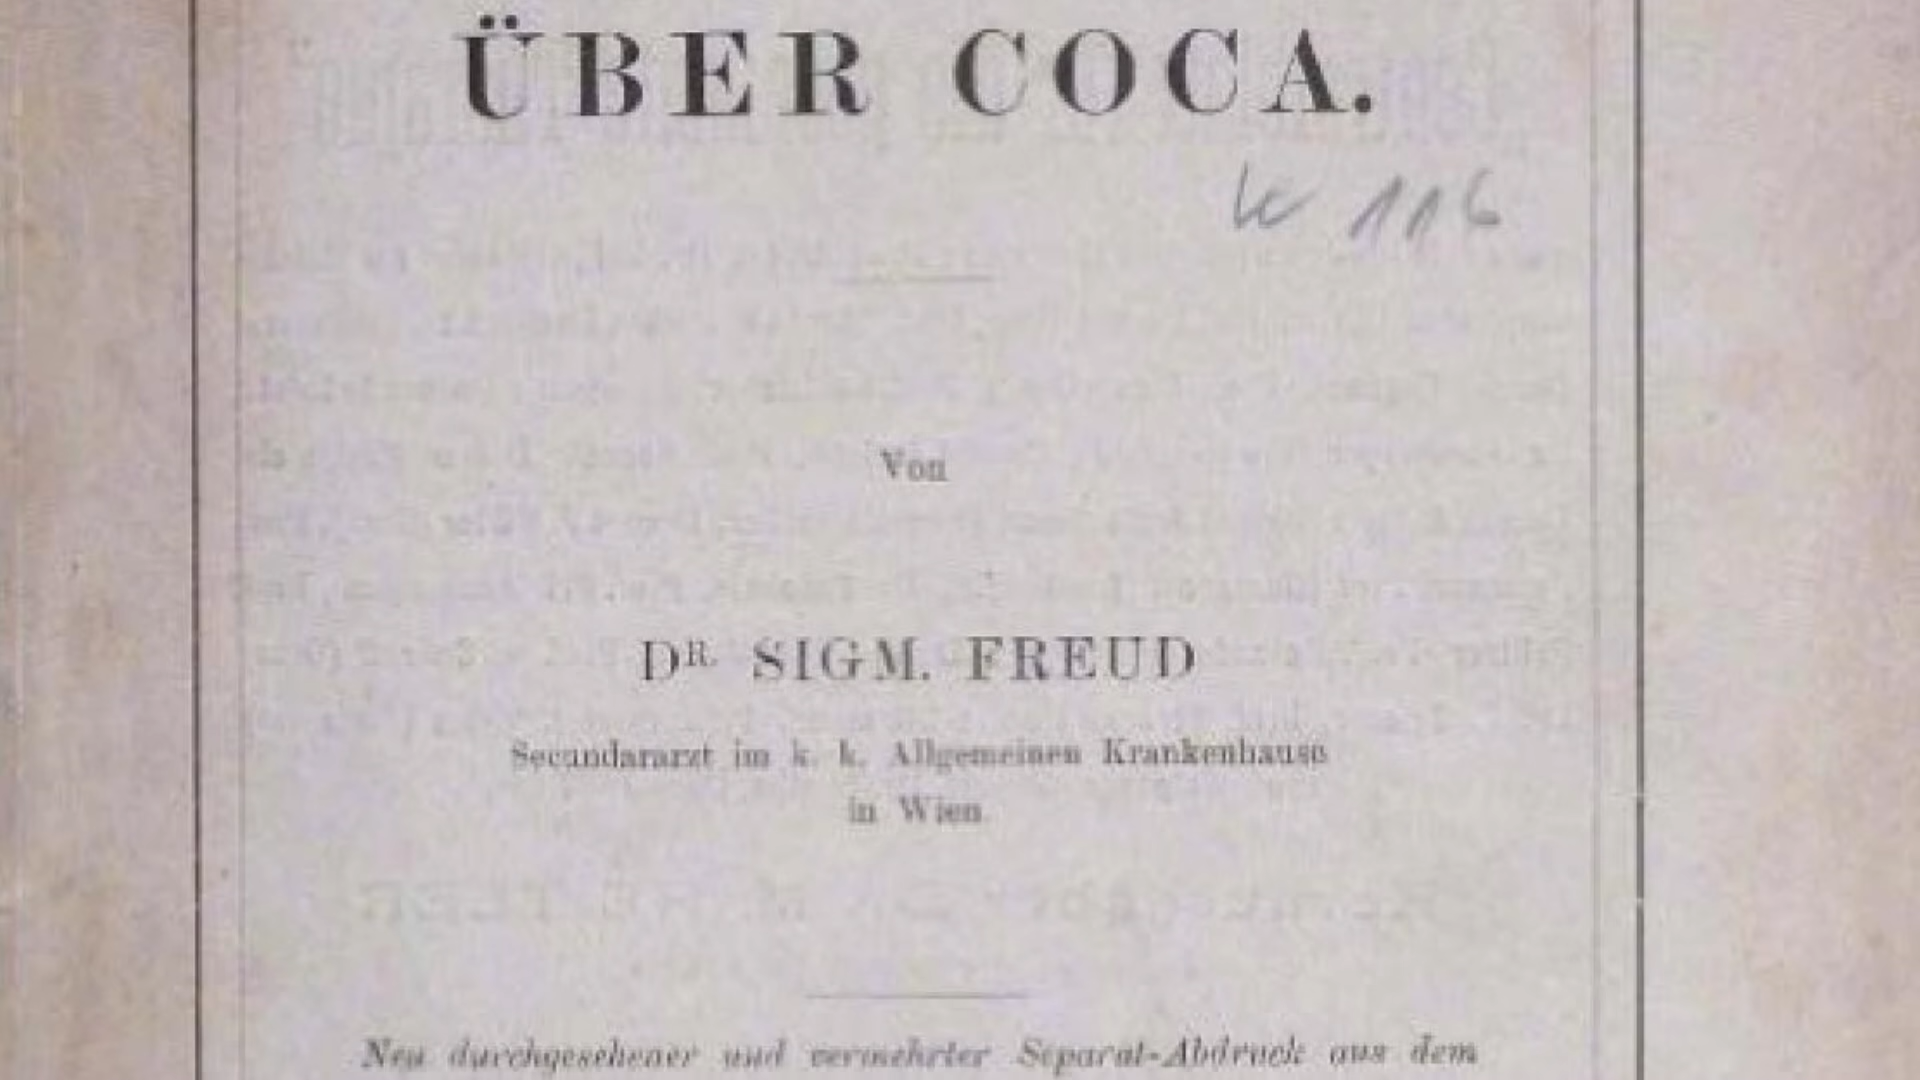 ÜBER COCA.
k 116
Von
DR. SIGM. FREUD
Secundararzt im k. k. Allgemeinen Krankenhause
in Wien.
Neu durchgesehener und vermehrter Separat-Abdruck aus dem